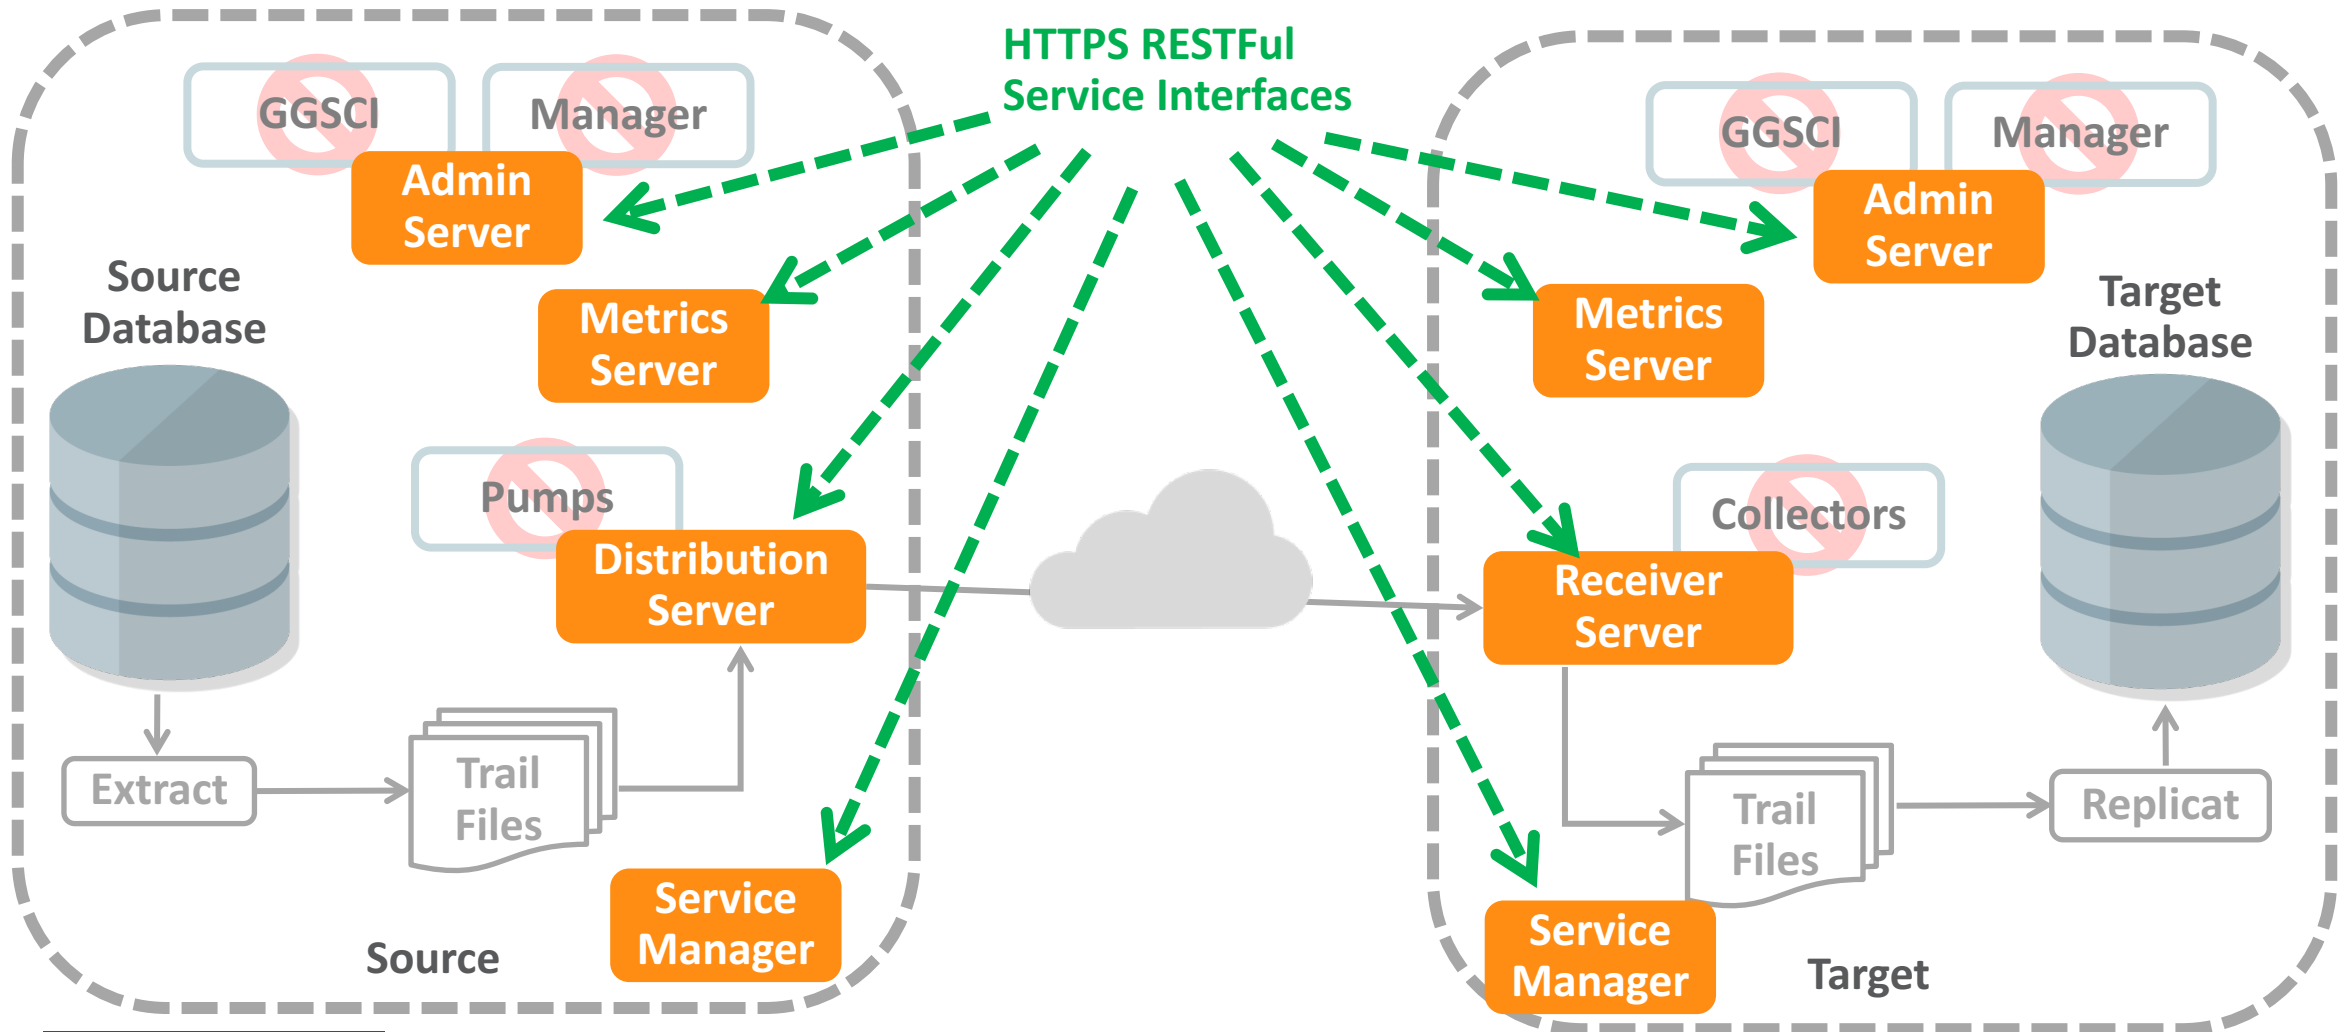 HTTPS RESTFul
Service Interfaces
GGSCI
Manager
Admin
Server
Source
Database
Metrics
Server
Pumps
Distribution
Server
Extract
Trail
Files
Service
Manager
Source
GGSCI
Manager
Admin
Server
Target
Database
Metrics
Server
Collectors
Receiver
Server
Trail
Files
Replicat
Service
Manager
Target